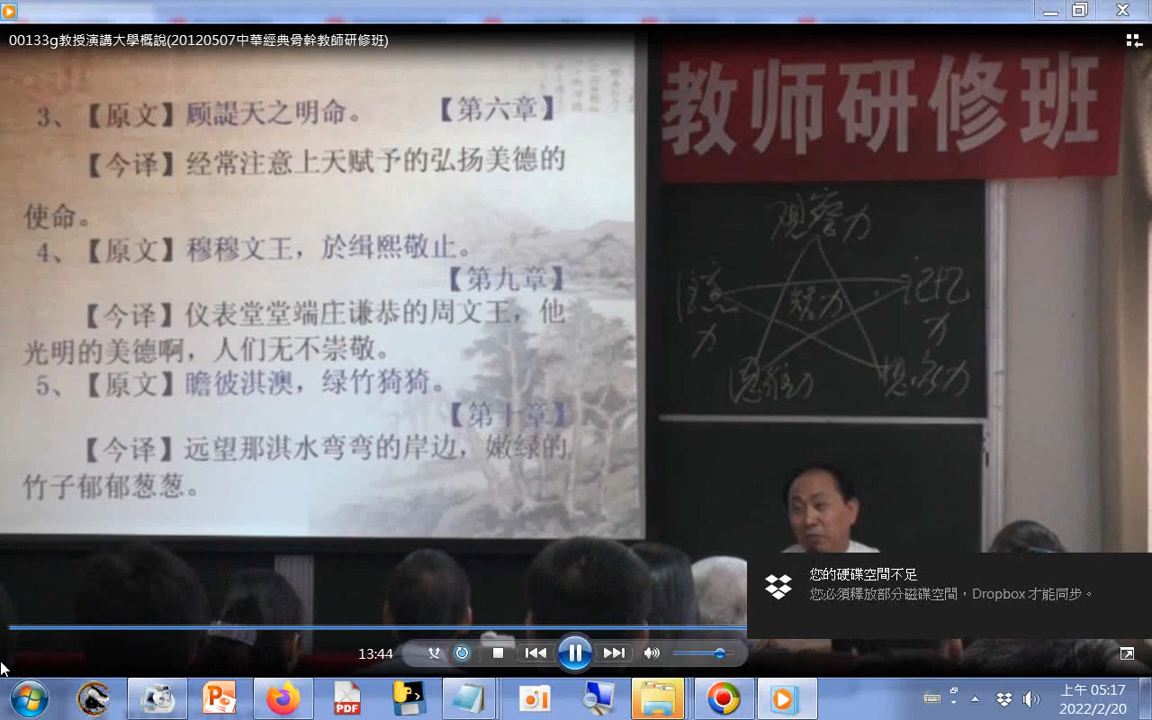 00133g教授演講大學概說(20120507中華經典骨幹教師研修班)
教师研修班
3、【原文】顾諟天之明命。 【第六章】
【今译】经常注意上天赋予的弘扬美德的
使命。
4、【原文】穆穆文王，於缉熙敬止。
【第九章】
【今译】仪表堂堂端庄谦恭的周文王，他
光明的美德啊，人们无不崇敬。
5、【原文】瞻彼淇澳，绿竹猗猗。
【第十章】
【今译】远望那淇水弯弯的岸边，嫩绿的
竹子郁郁葱葱。
观察力
注意力
魅力
记忆力
思维力
想象力
您的硬碟空間不足
您必須釋放部分磁碟空間，Dropbox 才能同步。
13:44
PDF
上午 05:17
2022/2/20